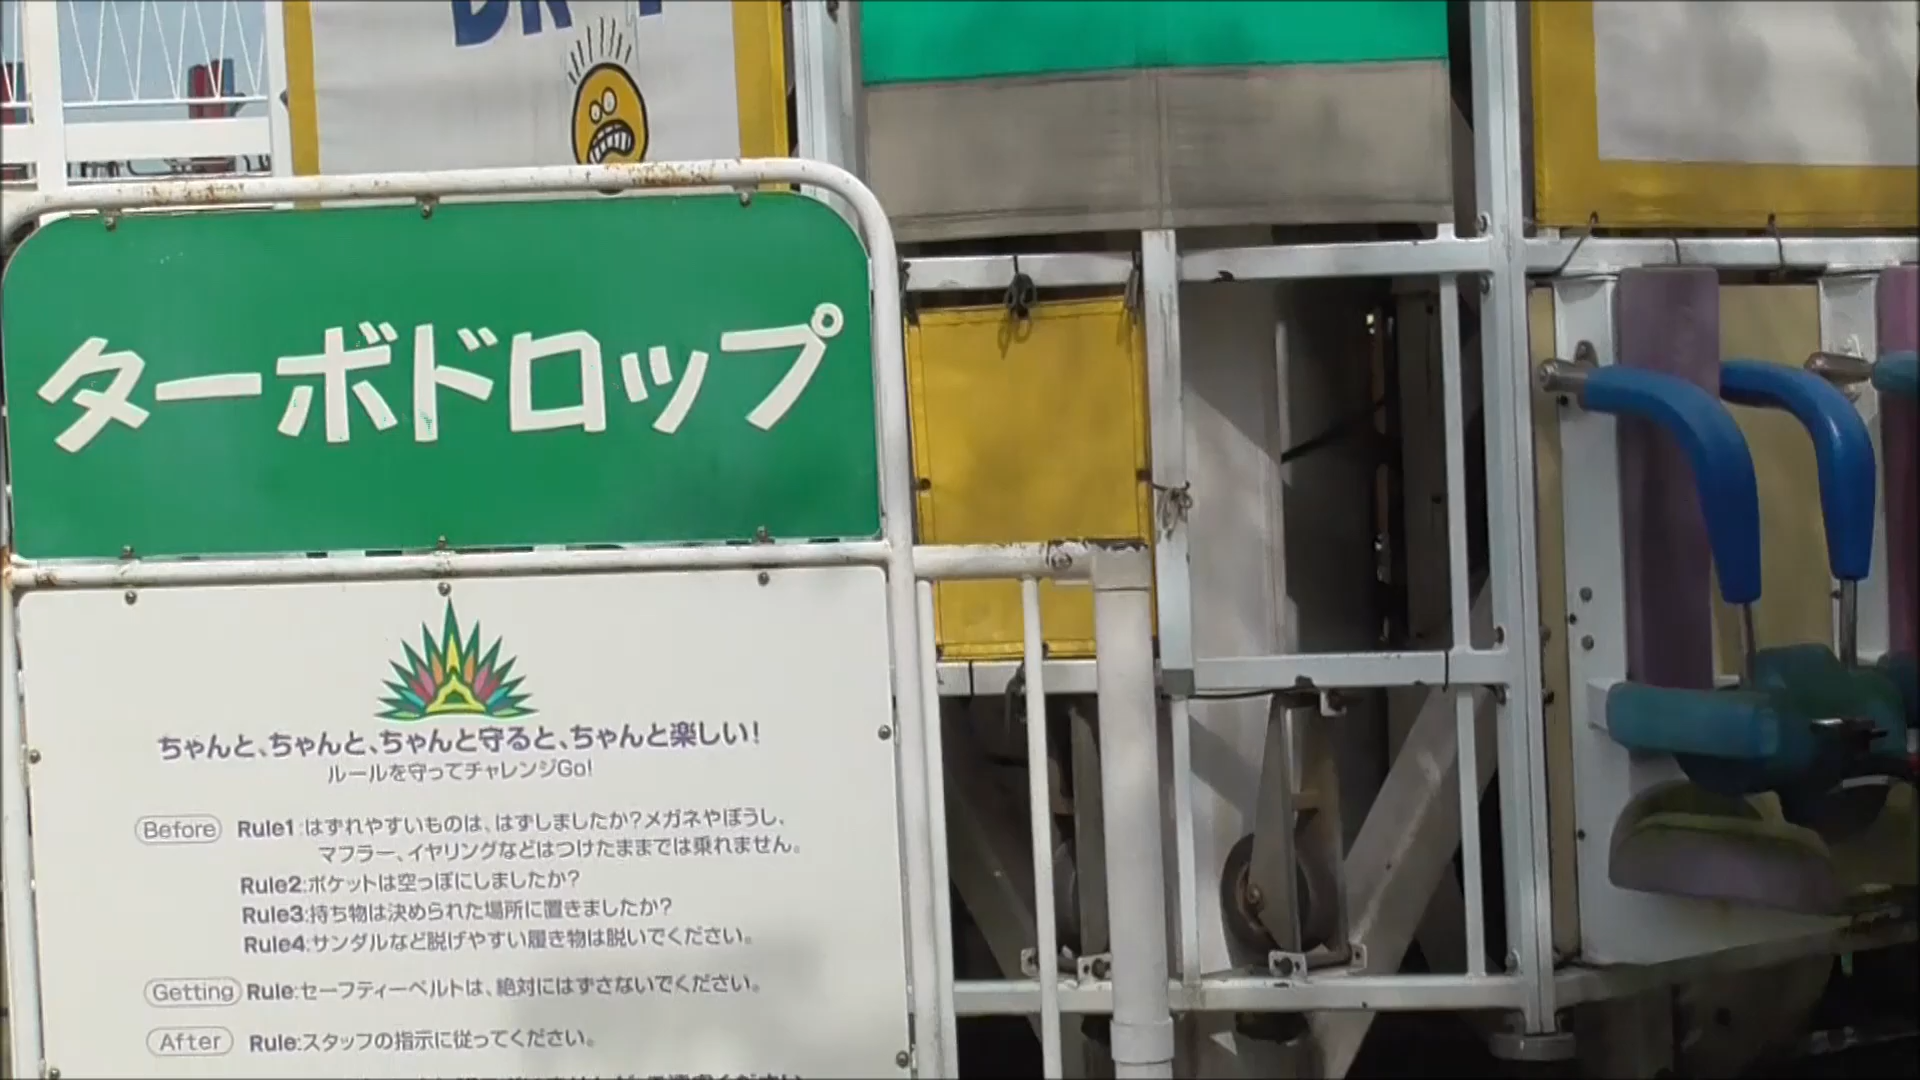 ターボドロップ
ちゃんと、ちゃんと、ちゃんと守ると、ちゃんと楽しい!
ルールを守ってチャレンジGo!
Before Rule1:はずれやすいものは、はずしましたか?メガネやぼうし、
マフラー、イヤリングなどはつけたままでは乗れません。
Rule2:ポケットは空っぽにしましたか?
Rule3:持ち物は決められた場所に置きましたか?
Rule4:サンダルなど脱げやすい履き物は脱いでください。
Getting Rule:セーフティーベルトは、絶対にはずさないでください。
After Rule:スタッフの指示に従ってください。